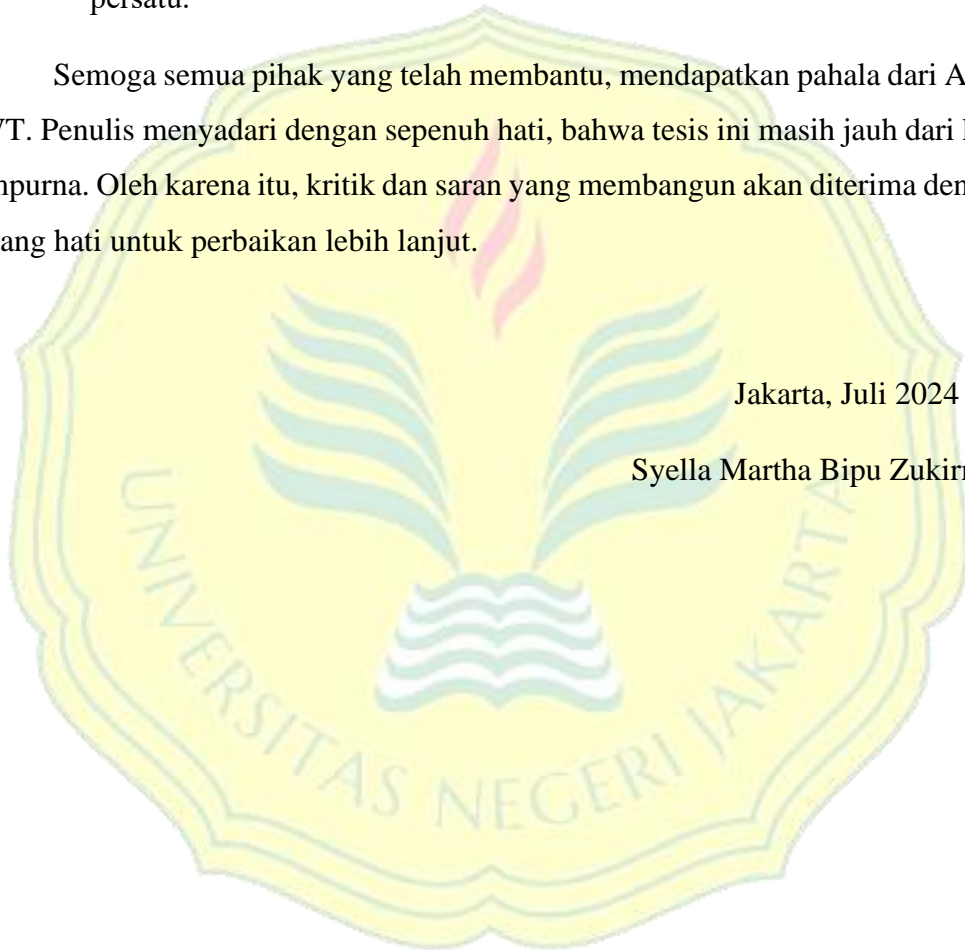 persatu.
Semoga semua pihak yang telah membantu, mendapatkan pahala dari A
WT. Penulis menyadari dengan sepenuh hati, bahwa tesis ini masih jauh dari
mpurna. Oleh karena itu, kritik dan saran yang membangun akan diterima den
ang hati untuk perbaikan lebih lanjut.
Jakarta, Juli 2024
Syella Martha Bipu
UNIVERSITAS NEGERI JAKARTA